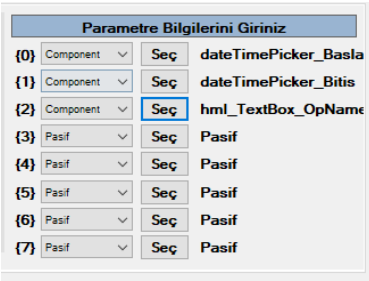 Parametre Bilgilerini Giriniz
{0} Component Seç dateTimePicker_Basla
{1} Component Seç dateTimePicker_Bitis
{2} Component Seç hml_TextBox_OpName
{3} Pasif Seç Pasif
{4} Pasif Seç Pasif
{5} Pasif Seç Pasif
{6} Pasif Seç Pasif
{7} Pasif Seç Pasif